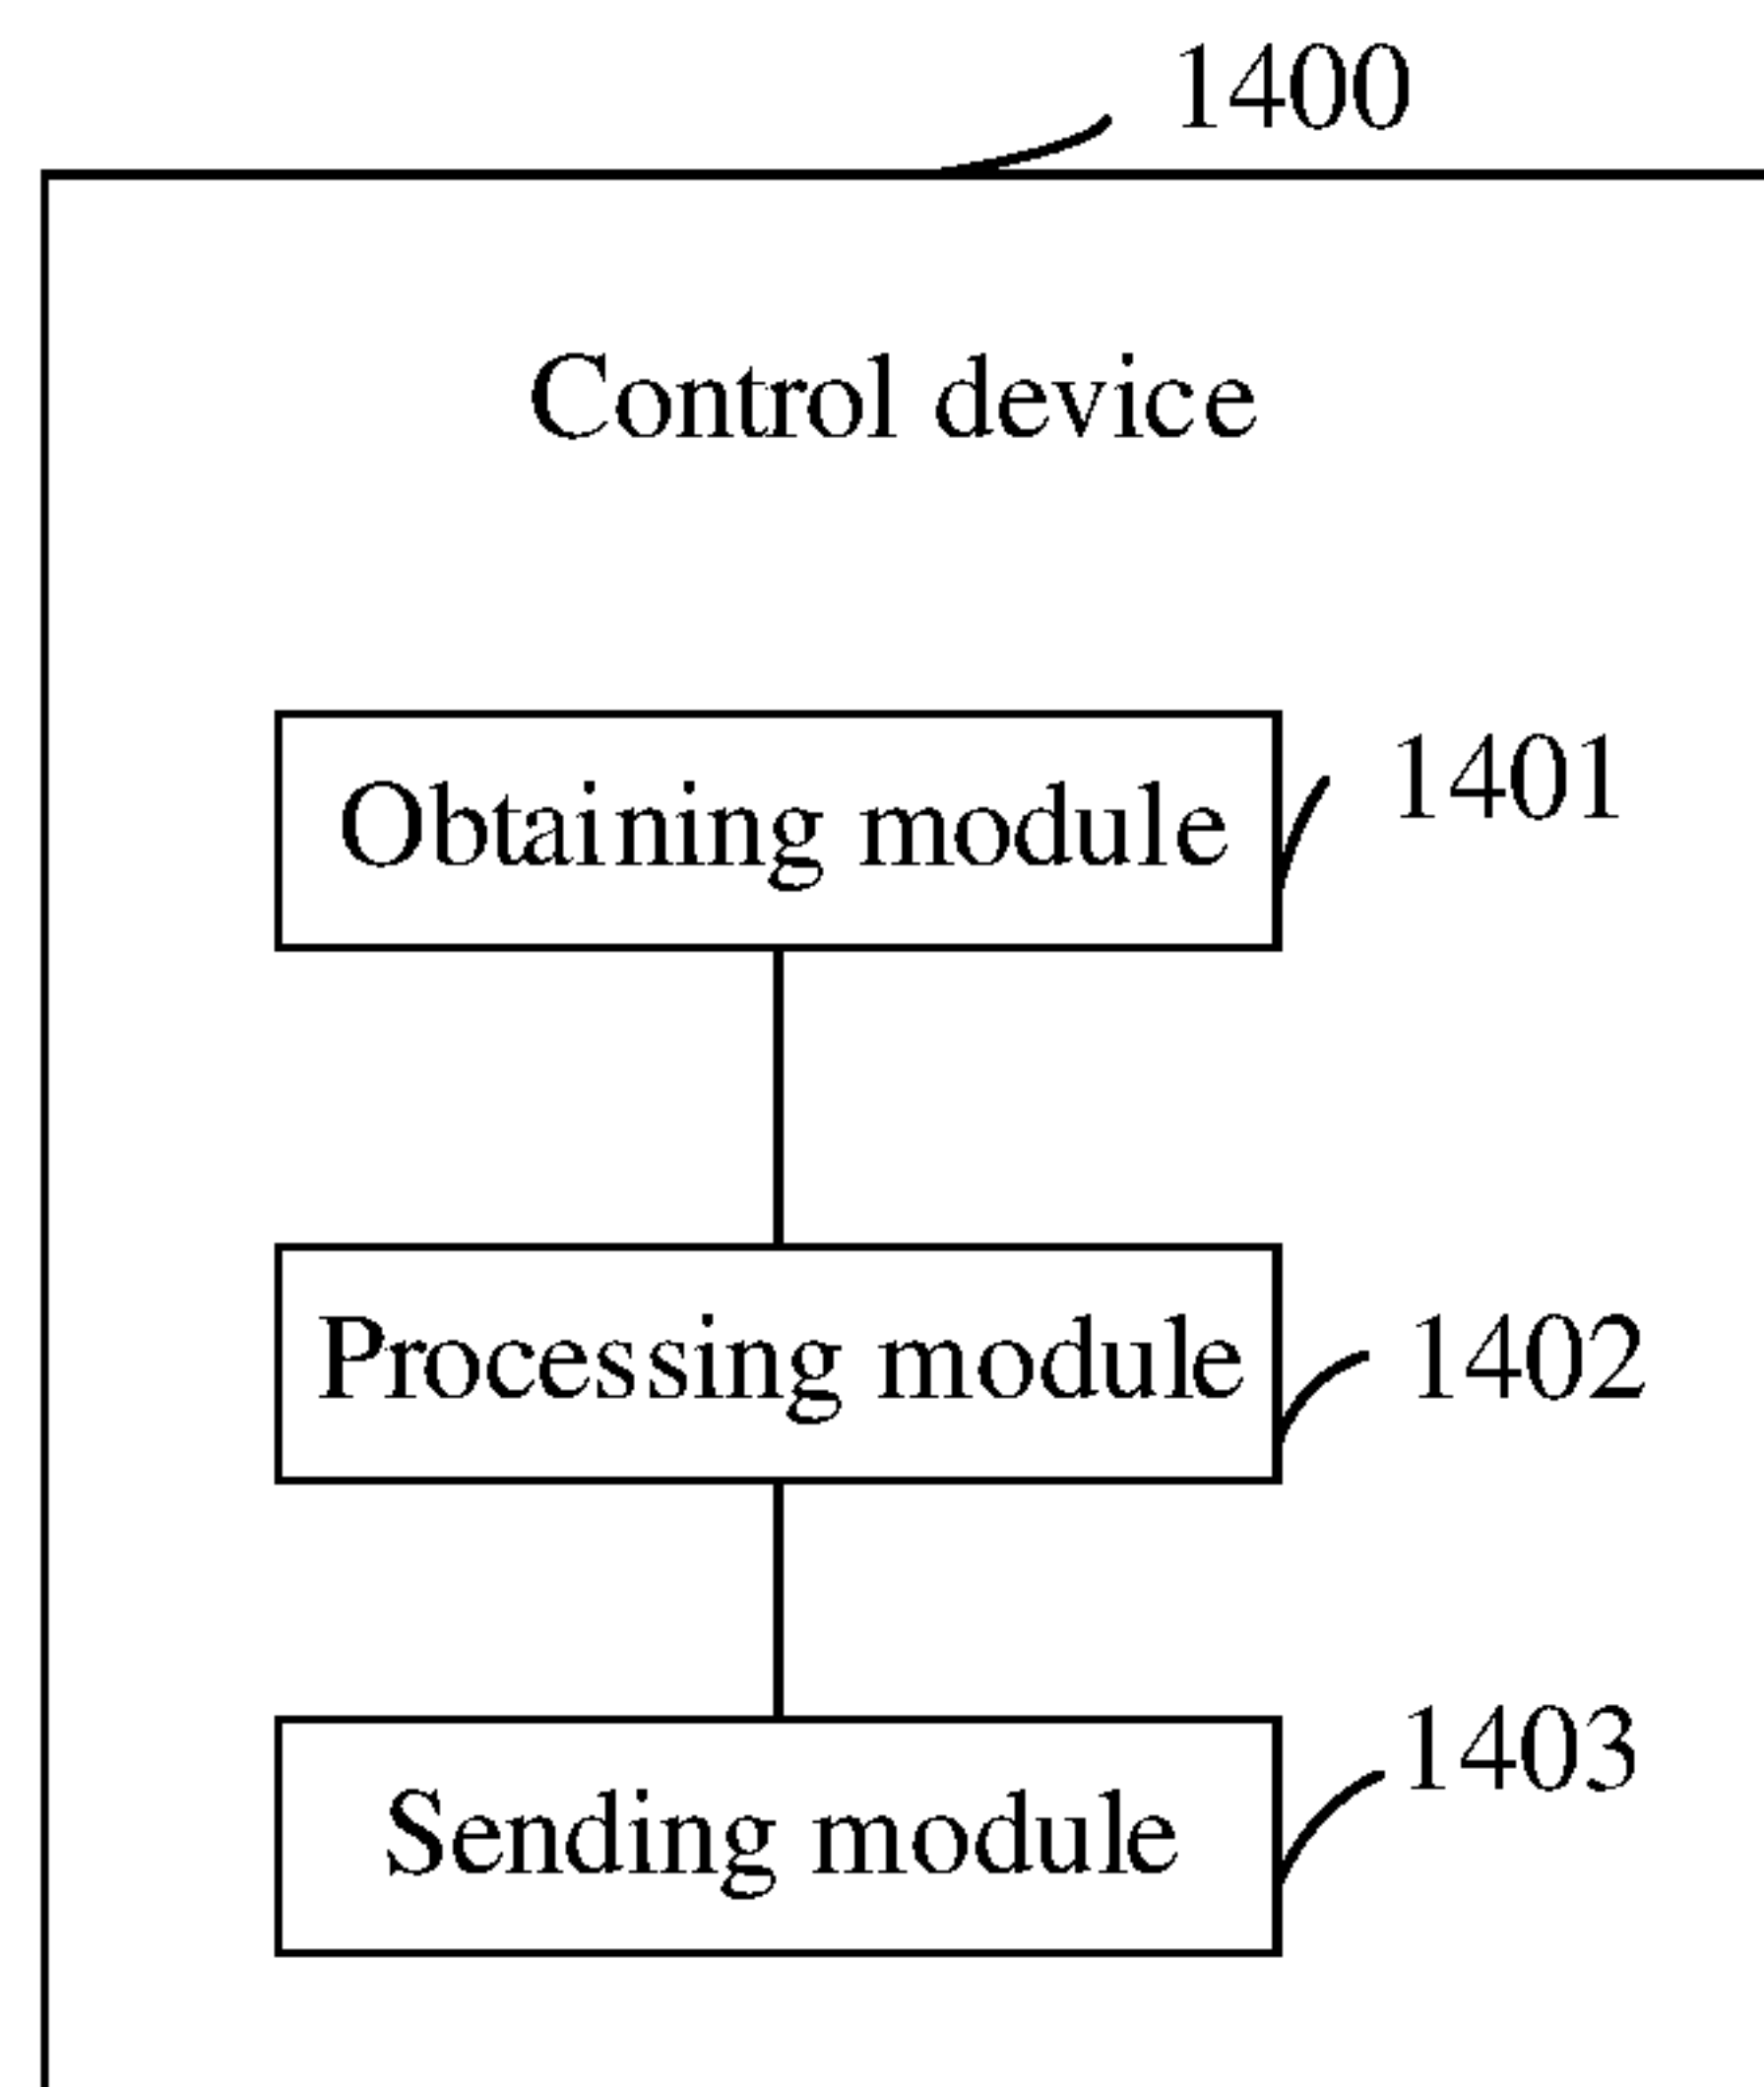 1400
Control device
Obtaining module
1401
Processing module
1402
Sending module
1403